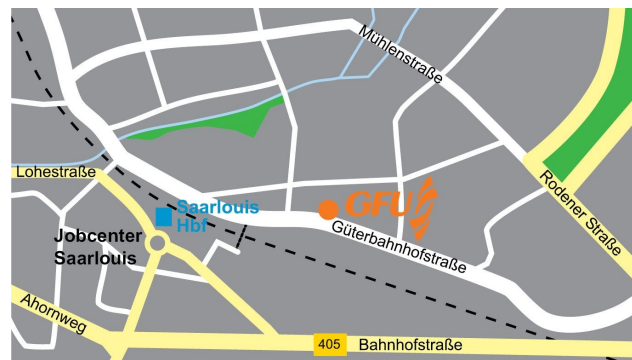 Mühlenstraße
Lohestraße
Saarlouis
Hbf
GFU
Rodener Straße
Jobcenter
Saarlouis
Güterbahnhofstraße
Ahornweg
405
Bahnhofstraße